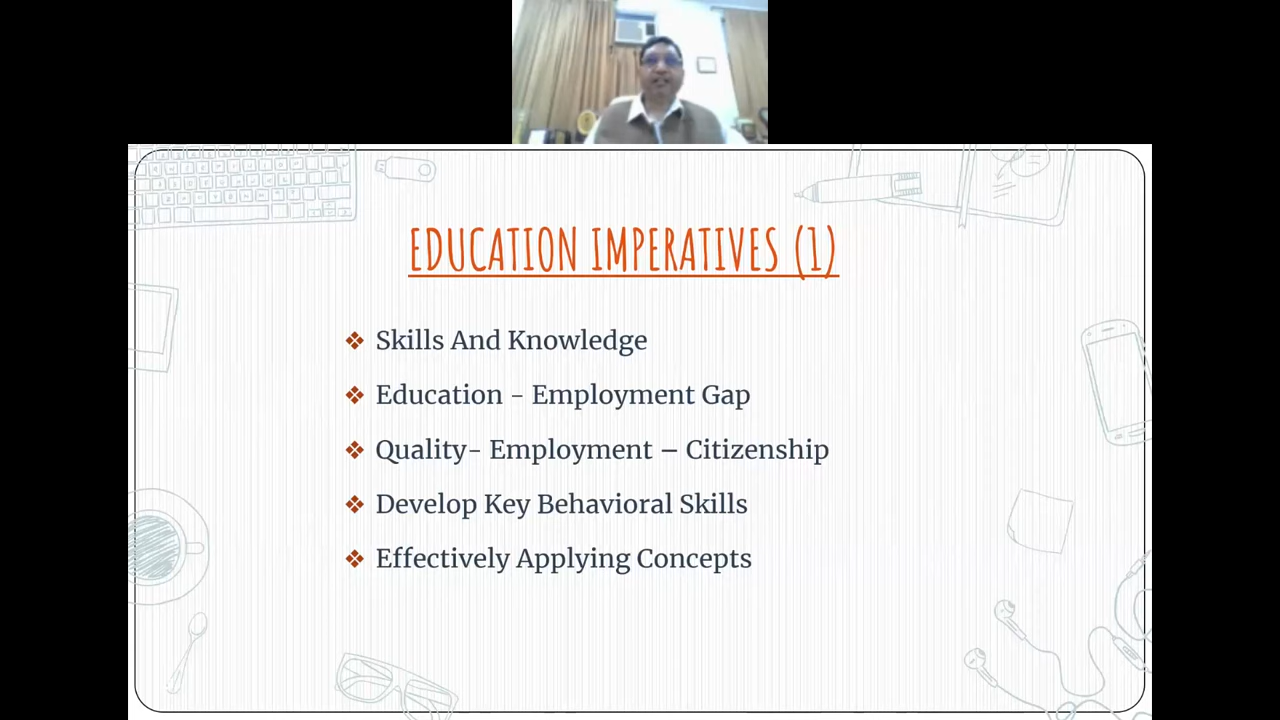 EDUCATION IMPERATIVES (1)
❖ Skills And Knowledge
❖ Education - Employment Gap
❖ Quality- Employment – Citizenship
❖ Develop Key Behavioral Skills
❖ Effectively Applying Concepts